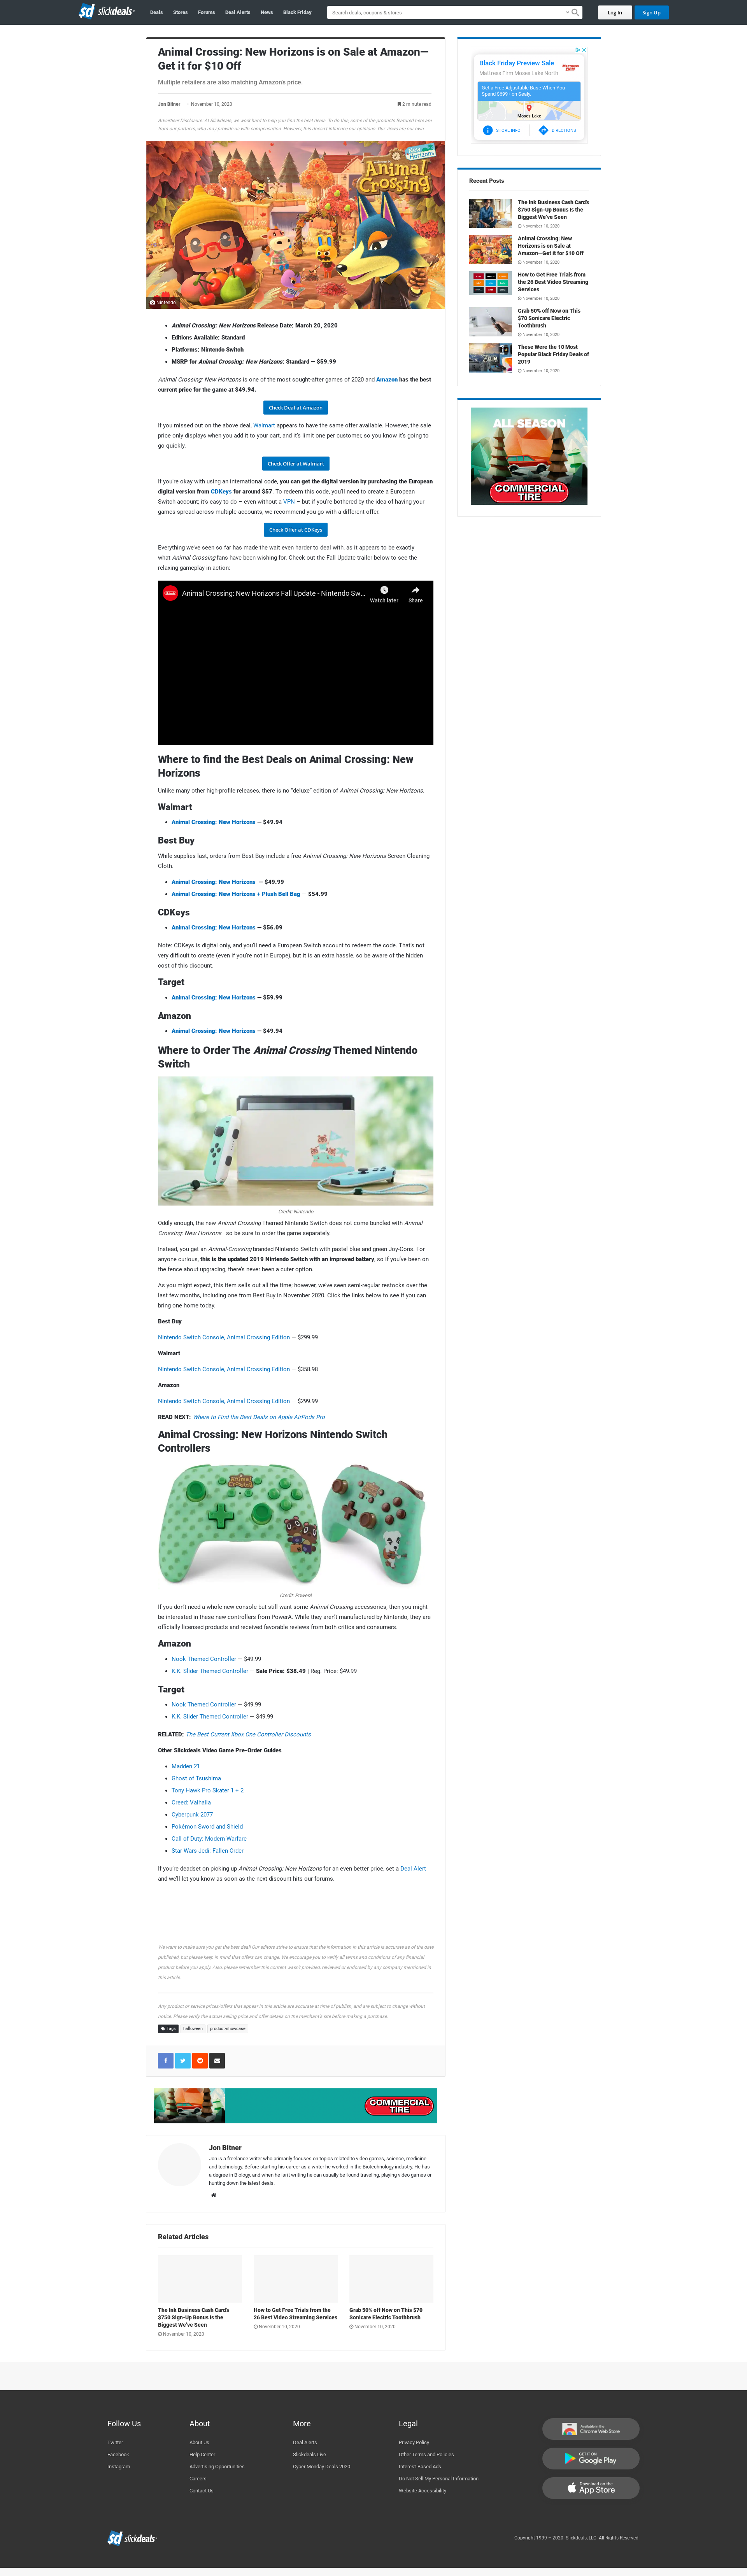 sd slickdeals
Deals Stores Forums Deal Alerts News Black Friday
Search deals, coupons & stores
Log In Sign Up
Animal Crossing: New Horizons is on Sale at Amazon—
Get it for $10 Off
Multiple retailers are also matching Amazon's price.
Jon Bitner · November 10, 2020 2 minute read
Advertiser Disclosure: At Slickdeals, we work hard to help you find the best deals. To do this, some of the products featured here are
from our partners, who may provide us with compensation. However, this doesn't influence our opinions. Our views are our own.
New Horizons
Animal Crossing
Nintendo
Animal Crossing: New Horizons Release Date: March 20, 2020
Editions Available: Standard
Platforms: Nintendo Switch
MSRP for Animal Crossing: New Horizons: Standard — $59.99
Animal Crossing: New Horizons is one of the most sought-after games of 2020 and Amazon has the best
current price for the game at $49.94.
Check Deal at Amazon
If you missed out on the above deal, Walmart appears to have the same offer available. However, the sale
price only displays when you add it to your cart, and it's limit one per customer, so you know it's going to
go quickly.
Check Offer at Walmart
If you're okay with using an international code, you can get the digital version by purchasing the European
digital version from CDKeys for around $57. To redeem this code, you'll need to create a European
Switch account; it's easy to do – even without a VPN – but if you're bothered by the idea of having your
games spread across multiple accounts, we recommend you go with a different offer.
Check Offer at CDKeys
Everything we've seen so far has made the wait even harder to deal with, as it appears to be exactly
what Animal Crossing fans have been wishing for. Check out the Fall Update trailer below to see the
relaxing gameplay in action:
Animal Crossing: New Horizons Fall Update - Nintendo Sw...
Watch later Share
Where to find the Best Deals on Animal Crossing: New
Horizons
Unlike many other high-profile releases, there is no “deluxe” edition of Animal Crossing: New Horizons.
Walmart
Animal Crossing: New Horizons — $49.94
Best Buy
While supplies last, orders from Best Buy include a free Animal Crossing: New Horizons Screen Cleaning
Cloth.
Animal Crossing: New Horizons — $49.99
Animal Crossing: New Horizons + Plush Bell Bag — $54.99
CDKeys
Animal Crossing: New Horizons — $56.09
Note: CDKeys is digital only, and you'll need a European Switch account to redeem the code. That's not
very difficult to create (even if you're not in Europe), but it is an extra hassle, so be aware of the hidden
cost of this discount.
Target
Animal Crossing: New Horizons — $59.99
Amazon
Animal Crossing: New Horizons — $49.94
Where to Order The Animal Crossing Themed Nintendo
Switch
Credit: Nintendo
Oddly enough, the new Animal Crossing Themed Nintendo Switch does not come bundled with Animal
Crossing: New Horizons—so be sure to order the game separately.
Instead, you get an Animal-Crossing branded Nintendo Switch with pastel blue and green Joy-Cons. For
anyone curious, this is the updated 2019 Nintendo Switch with an improved battery, so if you've been on
the fence about upgrading, there's never been a cuter option.
As you might expect, this item sells out all the time; however, we've seen semi-regular restocks over the
last few months, including one from Best Buy in November 2020. Click the links below to see if you can
bring one home today.
Best Buy
Nintendo Switch Console, Animal Crossing Edition — $299.99
Walmart
Nintendo Switch Console, Animal Crossing Edition — $358.98
Amazon
Nintendo Switch Console, Animal Crossing Edition — $299.99
READ NEXT: Where to Find the Best Deals on Apple AirPods Pro
Animal Crossing: New Horizons Nintendo Switch
Controllers
Animal Crossing
Credit: PowerA
If you don't need a whole new console but still want some Animal Crossing accessories, then you might
be interested in these new controllers from PowerA. While they aren't manufactured by Nintendo, they are
officially licensed products and received favorable reviews from both critics and consumers.
Amazon
Nook Themed Controller — $49.99
K.K. Slider Themed Controller — Sale Price: $38.49 | Reg. Price: $49.99
Target
Nook Themed Controller — $49.99
K.K. Slider Themed Controller — $49.99
RELATED: The Best Current Xbox One Controller Discounts
Other Slickdeals Video Game Pre-Order Guides
Madden 21
Ghost of Tsushima
Tony Hawk Pro Skater 1 + 2
Creed: Valhalla
Cyberpunk 2077
Pokémon Sword and Shield
Call of Duty: Modern Warfare
Star Wars Jedi: Fallen Order
If you're deadset on picking up Animal Crossing: New Horizons for an even better price, set a Deal Alert
and we'll let you know as soon as the next discount hits our forums.
We want to make sure you get the best deal! Our editors strive to ensure that the information in this article is accurate as of the date
published, but please keep in mind that offers can change. We encourage you to verify all terms and conditions of any financial
product before you apply. Also, please remember this content wasn't provided, reviewed or endorsed by any company mentioned in
this article.
Any product or service prices/offers that appear in this article are accurate at time of publish, and are subject to change without
notice. Please verify the actual selling price and offer details on the merchant's site before making a purchase.
Tags halloween product-showcase
COMMERCIAL TIRE
Jon Bitner
Jon is a freelance writer who primarily focuses on topics related to video games, science, medicine
and technology. Before starting his career as a writer he worked in the Biotechnology industry. He has
a degree in Biology, and when he isn't writing he can usually be found traveling, playing video games or
hunting down the latest deals.
Related Articles
The Ink Business Cash Card's
$750 Sign-Up Bonus Is the
Biggest We've Seen
November 10, 2020
How to Get Free Trials from the
26 Best Video Streaming Services
November 10, 2020
Grab 50% off Now on This $70
Sonicare Electric Toothbrush
November 10, 2020
Black Friday Preview Sale
Mattress Firm Moses Lake North
Get a Free Adjustable Base When You
Spend $699+ on Sealy
Moses Lake
STORE INFO DIRECTIONS
Recent Posts
The Ink Business Cash Card's
$750 Sign-Up Bonus Is the
Biggest We've Seen
November 10, 2020
Animal Crossing: New
Horizons is on Sale at
Amazon—Get it for $10 Off
November 10, 2020
How to Get Free Trials from
the 26 Best Video Streaming
Services
November 10, 2020
Grab 50% off Now on This
$70 Sonicare Electric
Toothbrush
November 10, 2020
These Were the 10 Most
Popular Black Friday Deals of
2019
November 10, 2020
ALL SEASON
COMMERCIAL TIRE
Follow Us
Twitter
Facebook
Instagram
About
About Us
Help Center
Advertising Opportunities
Careers
Contact Us
More
Deal Alerts
Slickdeals Live
Cyber Monday Deals 2020
Legal
Privacy Policy
Other Terms and Policies
Interest-Based Ads
Do Not Sell My Personal Information
Website Accessibility
Available in the
Chrome Web Store
GET IT ON
Google Play
Download on the
App Store
sd slickdeals
Copyright 1999 – 2020. Slickdeals, LLC. All Rights Reserved.